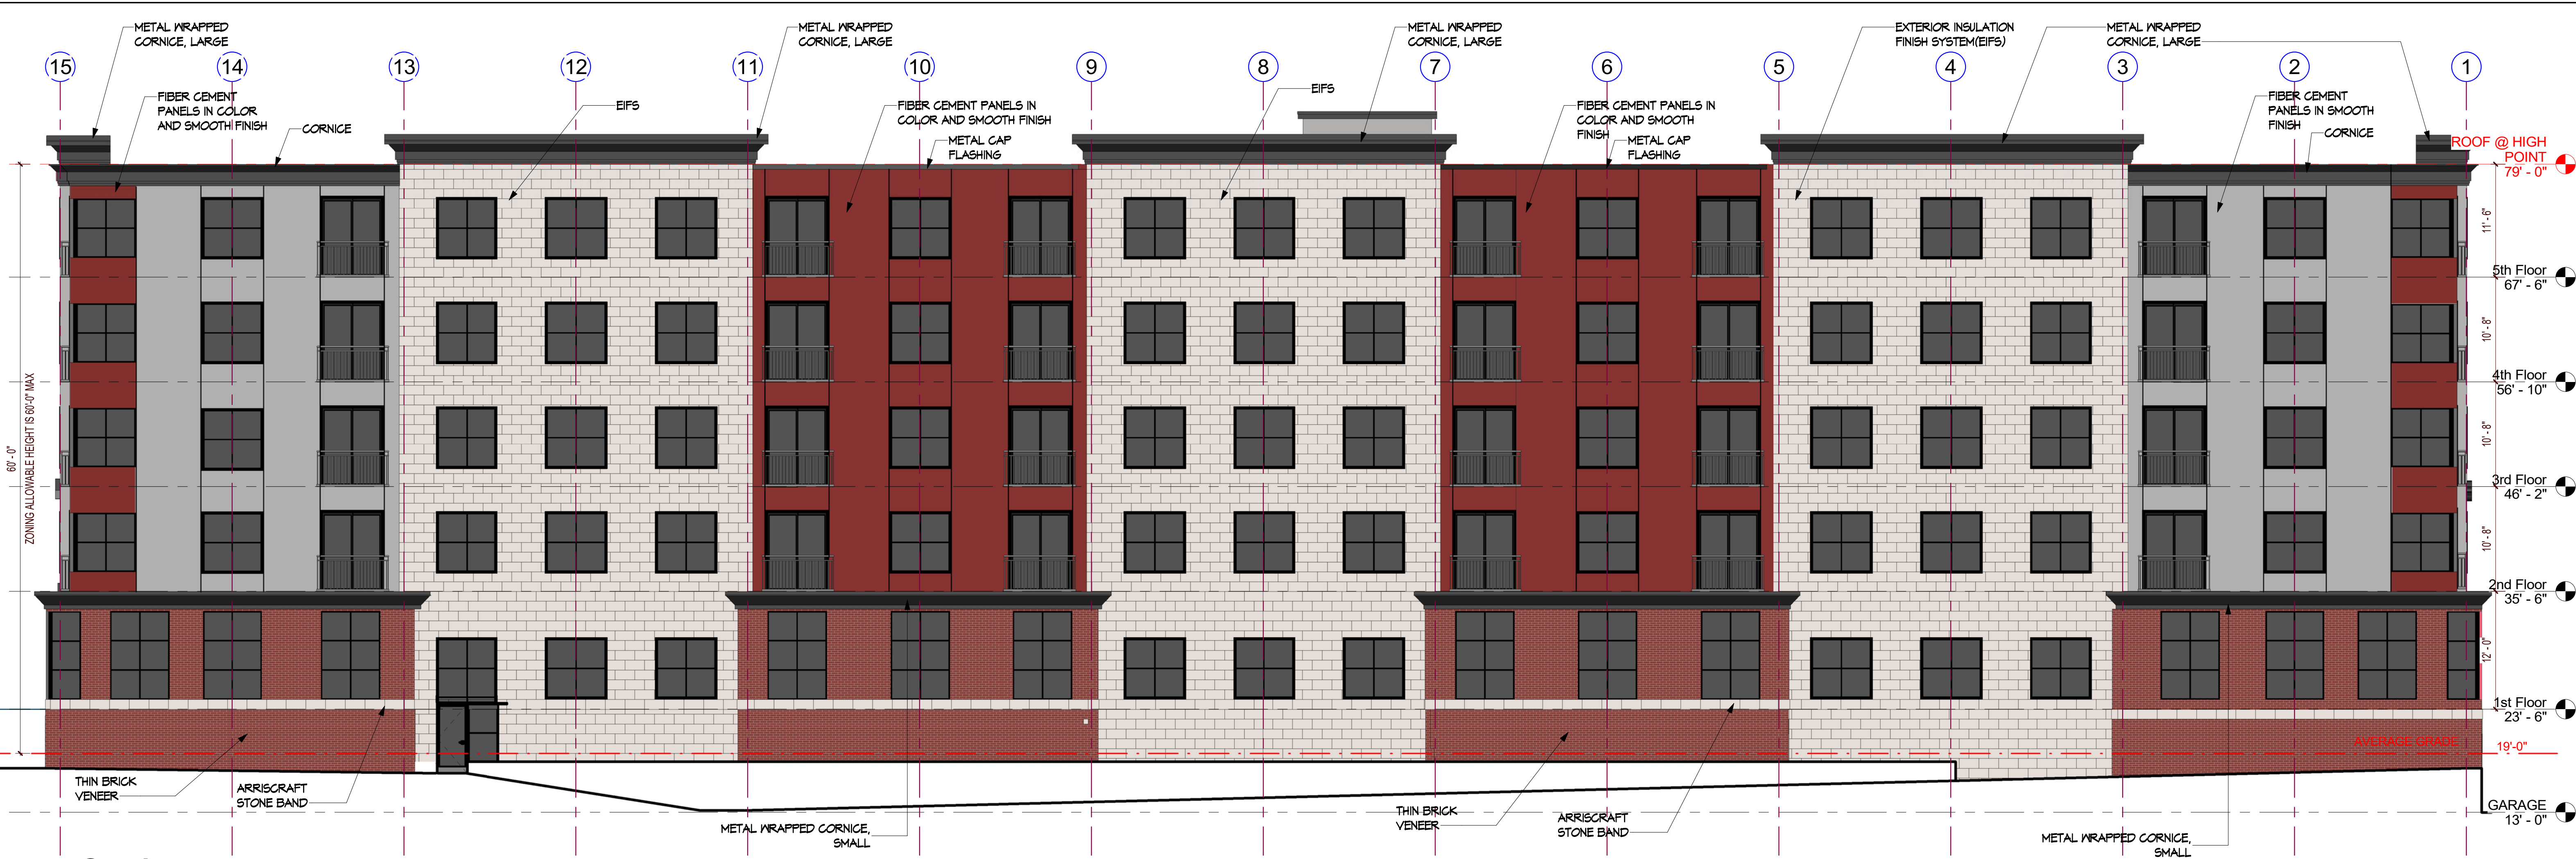 METAL WRAPPED
CORNICE, LARGE
METAL WRAPPED
CORNICE, LARGE
METAL WRAPPED
CORNICE, LARGE
EXTERIOR INSULATION
FINISH SYSTEM(EIFS)
METAL WRAPPED
CORNICE, LARGE
15
14
13
12
11
10
9
8
7
6
5
4
3
2
1
FIBER CEMENT
PANELS IN COLOR
AND SMOOTH FINISH
CORNICE
EIFS
FIBER CEMENT PANELS IN
COLOR AND SMOOTH FINISH
METAL CAP
FLASHING
EIFS
FIBER CEMENT PANELS IN
COLOR AND SMOOTH
FINISH
METAL CAP
FLASHING
FIBER CEMENT
PANELS IN SMOOTH
FINISH
CORNICE
ROOF @ HIGH
POINT
79' - 0"
11'- 6"
5th Floor
67' - 6"
10'- 8"
4th Floor
56' - 10"
10'- 8"
3rd Floor
46' - 2"
10'- 8"
2nd Floor
35' - 6"
12'- 0"
1st Floor
23' - 6"
AVERAGE GRADE
19'-0"
GARAGE
13' - 0"
60'- 0"
ZONING ALLOWABLE HEIGHT IS 60'-0" MAX
THIN BRICK
VENEER
ARRISCRAFT
STONE BAND
METAL WRAPPED CORNICE,
SMALL
THIN BRICK
VENEER
ARRISCRAFT
STONE BAND
METAL WRAPPED CORNICE,
SMALL